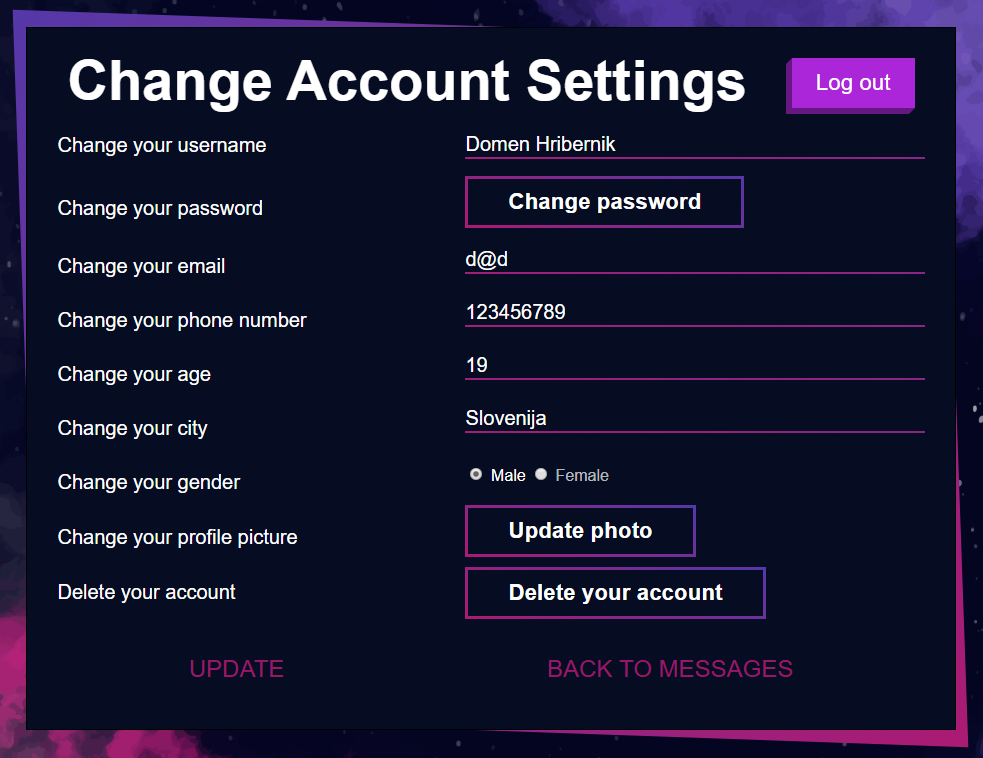 Change Account Settings
Log out
Change your username
Domen Hribernik
Change your password
Change password
Change your email
d@d
Change your phone number
123456789
Change your age
19
Change your city
Slovenija
Change your gender
Male Female
Change your profile picture
Update photo
Delete your account
Delete your account
UPDATE
BACK TO MESSAGES